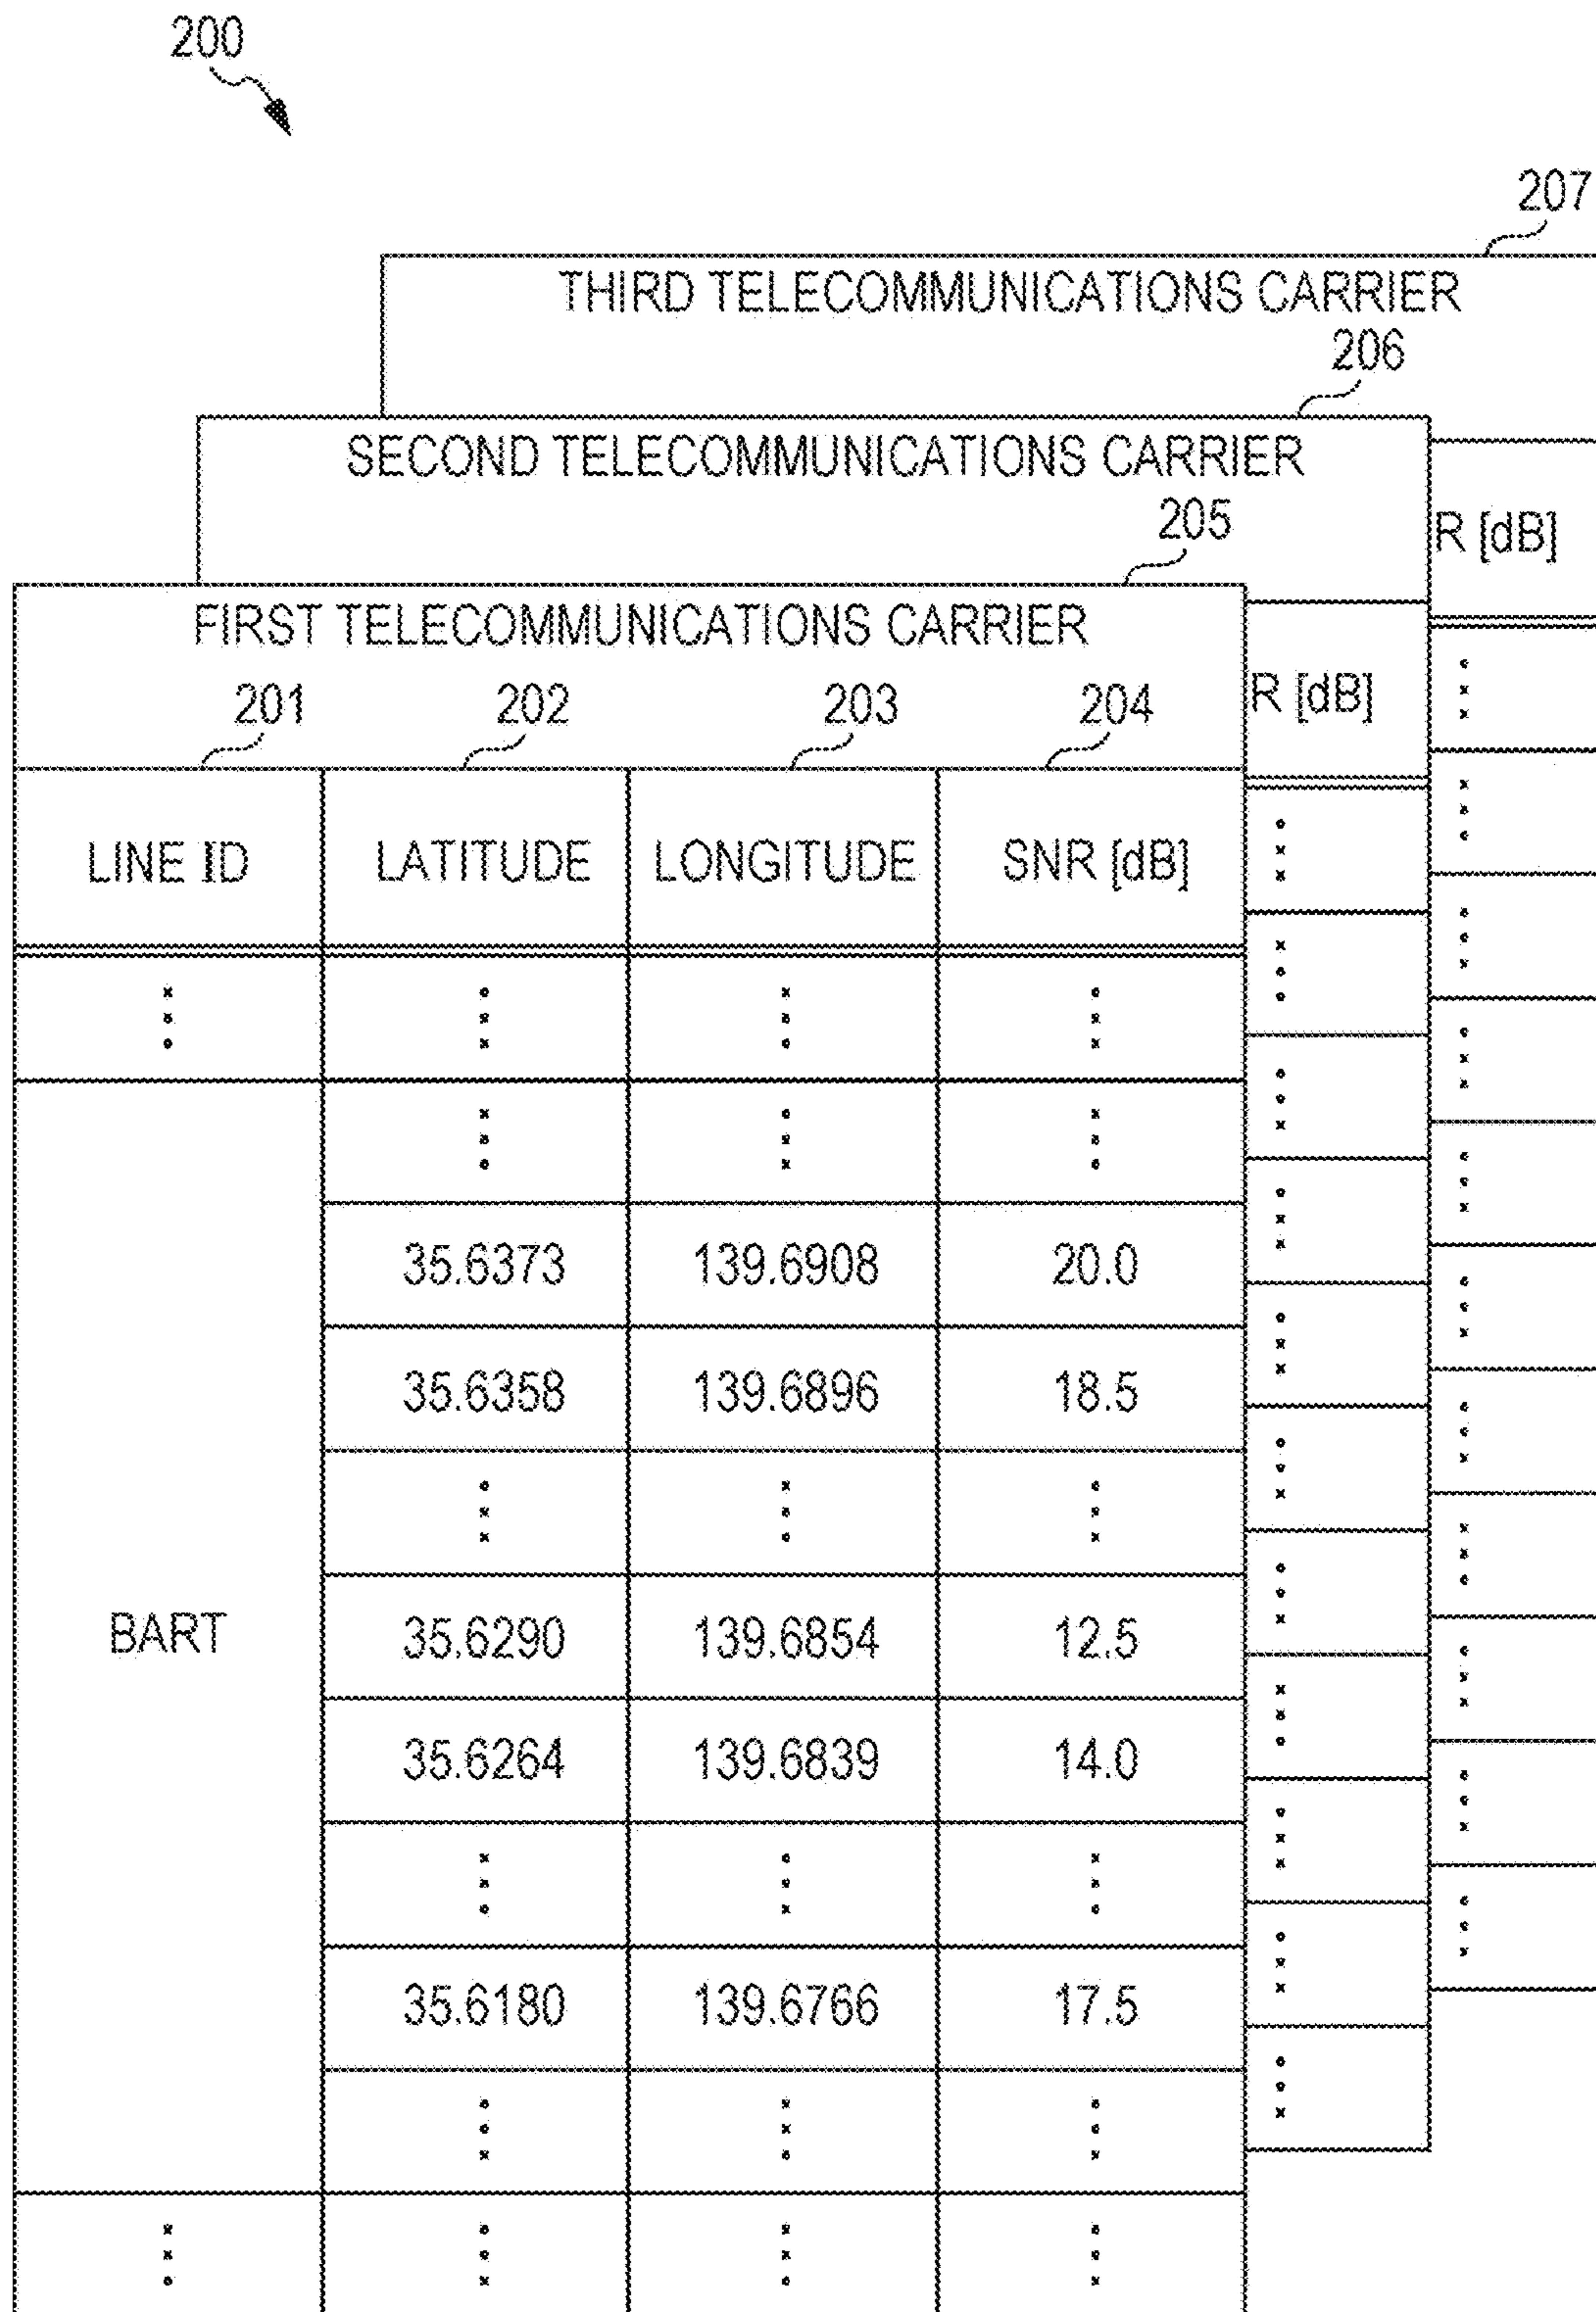 200
207
THIRD TELECOMMUNICATIONS CARRIER
206
SECOND TELECOMMUNICATIONS CARRIER
R [dB]
205
FIRST TELECOMMUNICATIONS CARRIER
R [dB]
201 202 203 204
LINE ID LATITUDE LONGITUDE SNR [dB]
35.6373 139.6908 20.0
35.6358 139.6896 18.5
BART 35.6290 139.6854 12.5
35.6264 139.6839 14.0
35.6180 139.6766 17.5